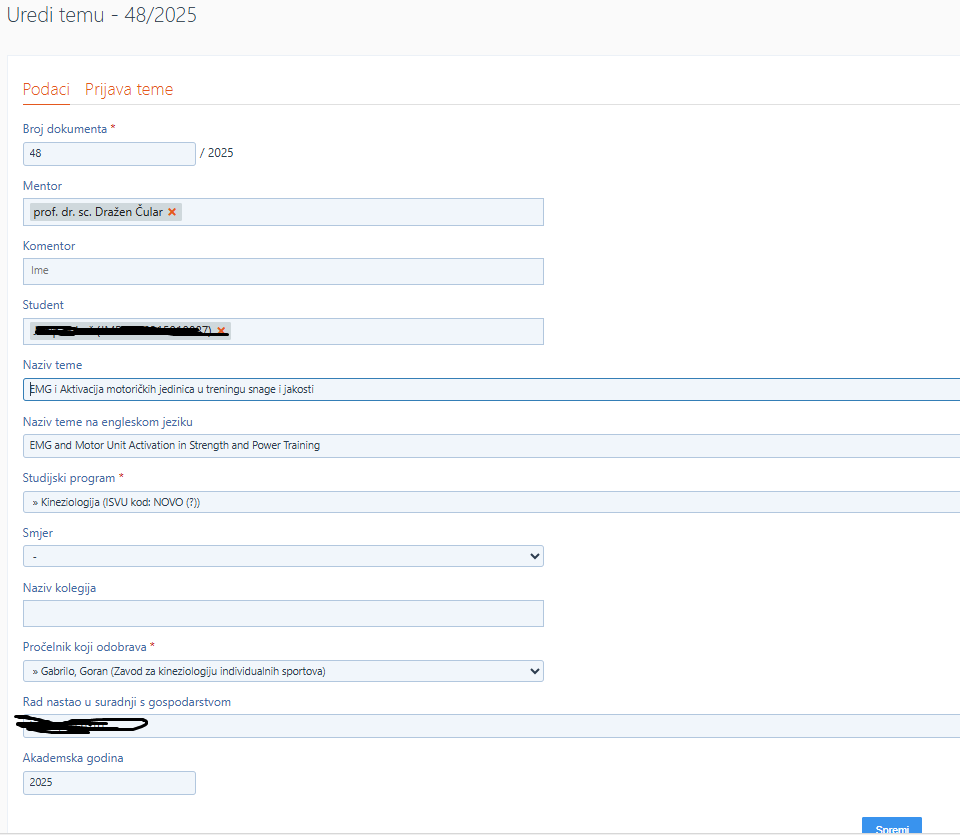 Uredi temu - 48/2025
Podaci Prijava teme
Broj dokumenta *
48 / 2025
Mentor
prof. dr. sc. Dražen Čular ×
Komentor
Ime
Student
×
Naziv teme
EMG i Aktivacija motoričkih jedinica u treningu snage i jakosti
Naziv teme na engleskom jeziku
EMG and Motor Unit Activation in Strength and Power Training
Studijski program *
» Kineziologija (ISVU kod: NOVO (?))
Smjer
-
Naziv kolegija
Pročelnik koji odobrava *
» Gabrilo, Goran (Zavod za kineziologiju individualnih sportova)
Rad nastao u suradnji s gospodarstvom
Akademska godina
2025
Spremi